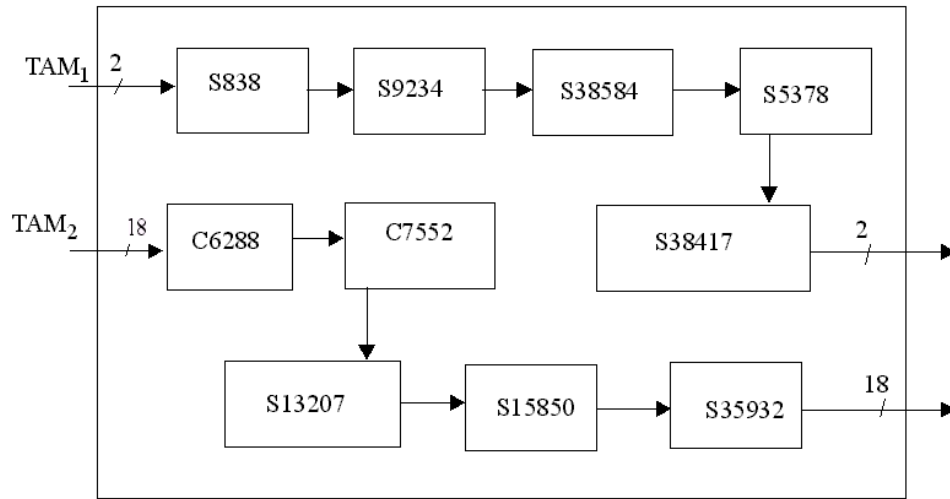 TAM1 2 S838 S9234 S38584 S5378
TAM2 18 C6288 C7552 S38417 2
S13207 S15850 S35932 18